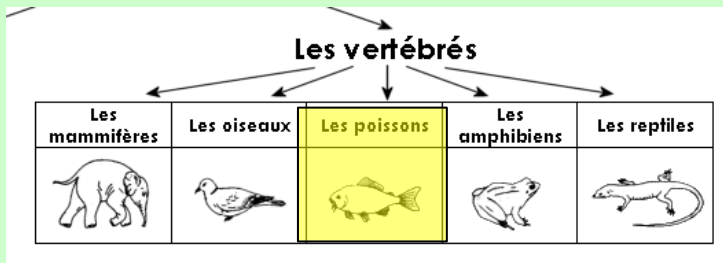 Les vertébrés
Les mammifères
Les oiseaux
Les poissons
Les amphibiens
Les reptiles